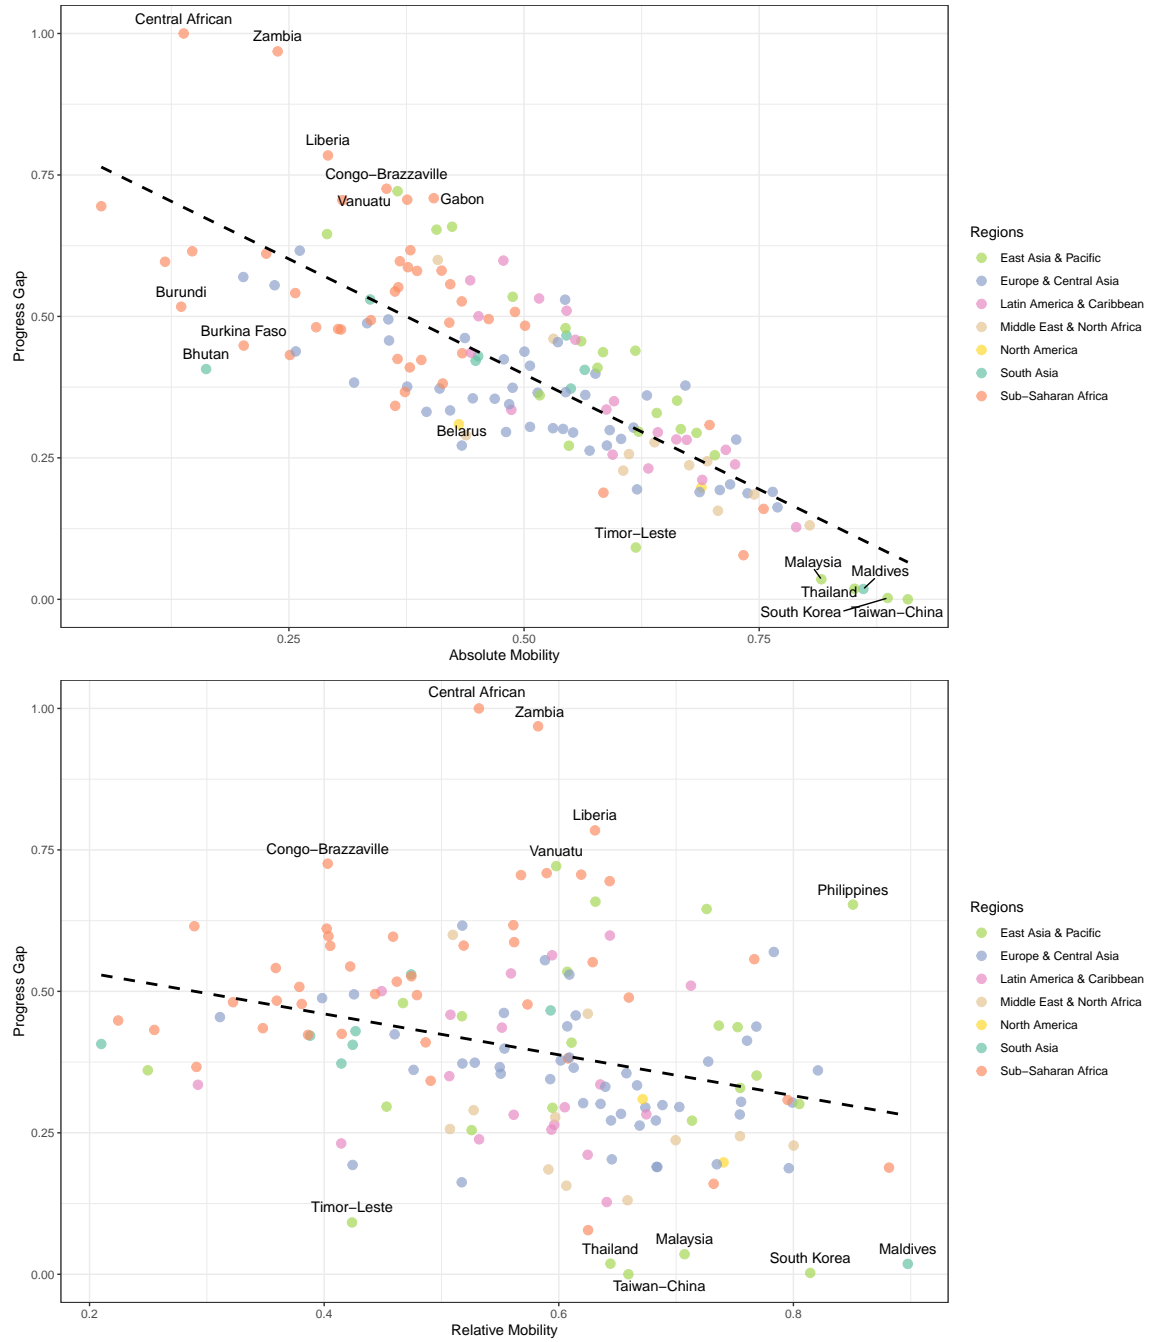 Central African
Zambia
Liberia
Congo−Brazzaville
Vanuatu
Gabon
Burundi
Burkina Faso
Bhutan
Belarus
Timor−Leste
Malaysia
Maldives
Thailand
South Korea
Taiwan−China
1.00
0.75
0.50
0.25
0.00
Progress Gap
0.25
0.50
0.75
Absolute Mobility
Regions
East Asia & Pacific
Europe & Central Asia
Latin America & Caribbean
Middle East & North Africa
North America
South Asia
Sub−Saharan Africa
Central African
Zambia
Liberia
Vanuatu
Congo−Brazzaville
Philippines
Timor−Leste
Thailand
Malaysia
South Korea
Maldives
Taiwan−China
1.00
0.75
0.50
0.25
0.00
Progress Gap
0.2
0.4
0.6
0.8
Relative Mobility
Regions
East Asia & Pacific
Europe & Central Asia
Latin America & Caribbean
Middle East & North Africa
North America
South Asia
Sub−Saharan Africa